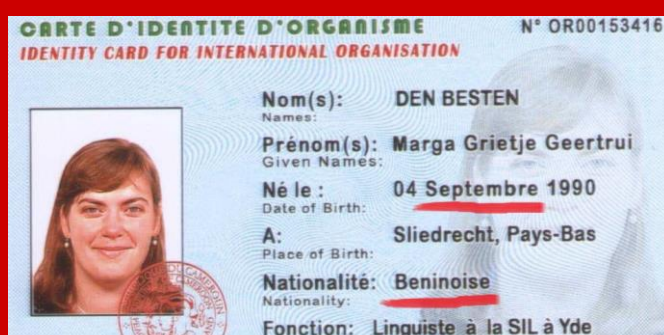 CARTE D'IDENTITE D'ORGANISME N° OR00153416
IDENTITY CARD FOR INTERNATIONAL ORGANISATION
Nom(s): DEN BESTEN
Names:
Prénom(s): Marga Grietje Geertrui
Given Names:
Né le : 04 Septembre 1990
Date of Birth:
A: Sliedrecht, Pays-Bas
Place of Birth:
Nationalité: Beninoise
Nationality:
Fonction: Linguiste à la SIL à Yde